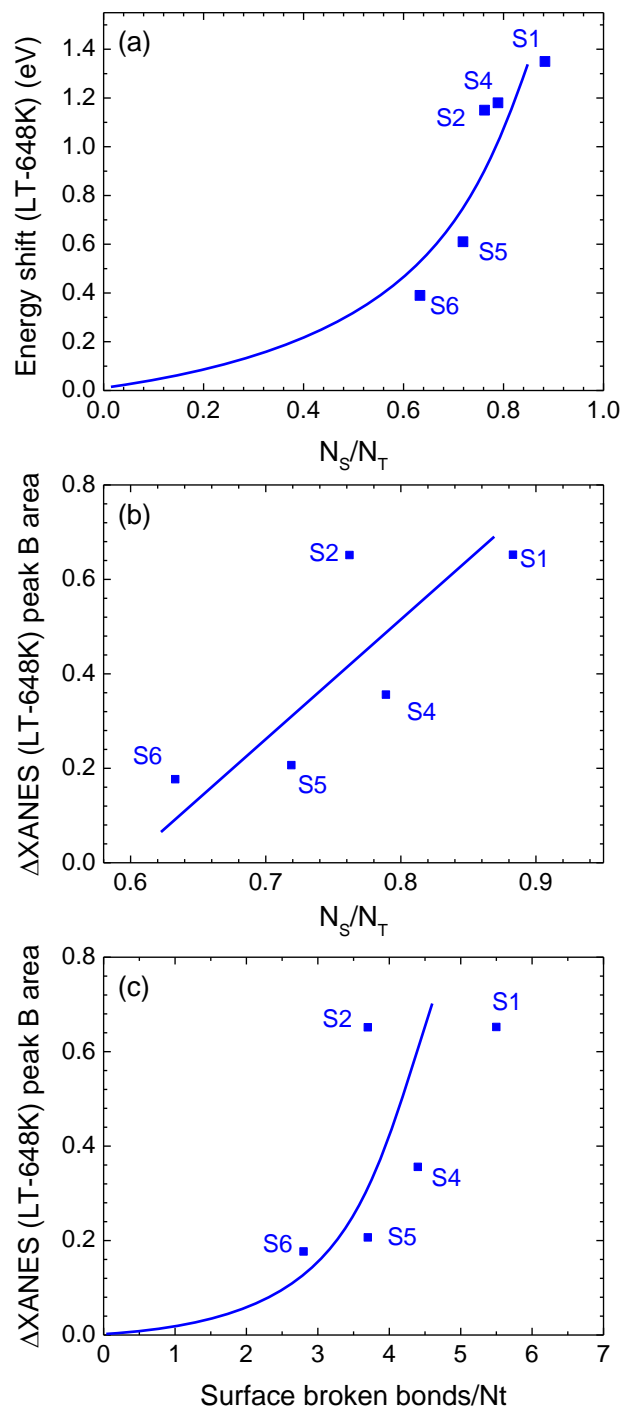 (a)
S1
S4
S2
S5
S6
Energy shift (LT-648K) (eV)
1.4
1.2
1.0
0.8
0.6
0.4
0.2
0.0
0.0 0.2 0.4 0.6 0.8 1.0
N_S/N_T
(b)
S2
S1
S4
S6
S5
ΔXANES (LT-648K) peak B area
0.8
0.6
0.4
0.2
0.0
0.6 0.7 0.8 0.9
N_S/N_T
(c)
S2
S1
S4
S6
S5
ΔXANES (LT-648K) peak B area
0.8
0.6
0.4
0.2
0.0
0 1 2 3 4 5 6 7
Surface broken bonds/Nt